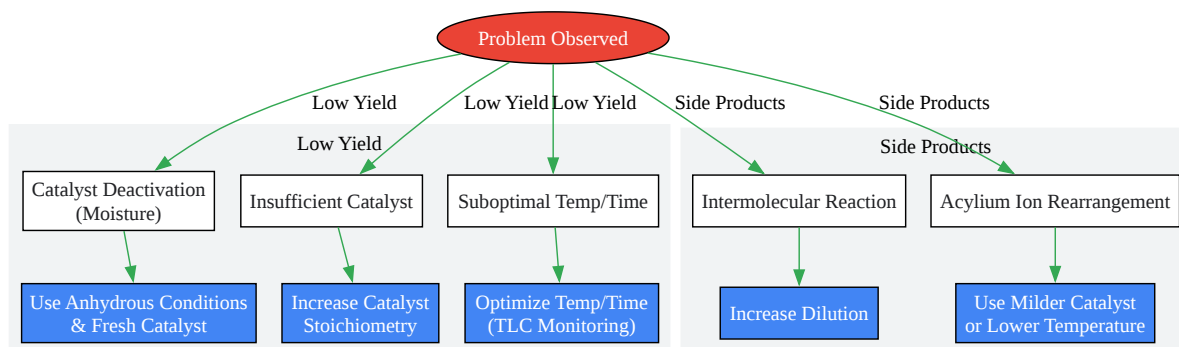 Problem Observed
Low Yield
Low Yield
Low Yield
Side Products
Side Products
Low Yield
Side Products
Catalyst Deactivation
(Moisture)
Insufficient Catalyst
Suboptimal Temp/Time
Intermolecular Reaction
Acylium Ion Rearrangement
Use Anhydrous Conditions
& Fresh Catalyst
Increase Catalyst
Stoichiometry
Optimize Temp/Time
(TLC Monitoring)
Increase Dilution
Use Milder Catalyst
or Lower Temperature